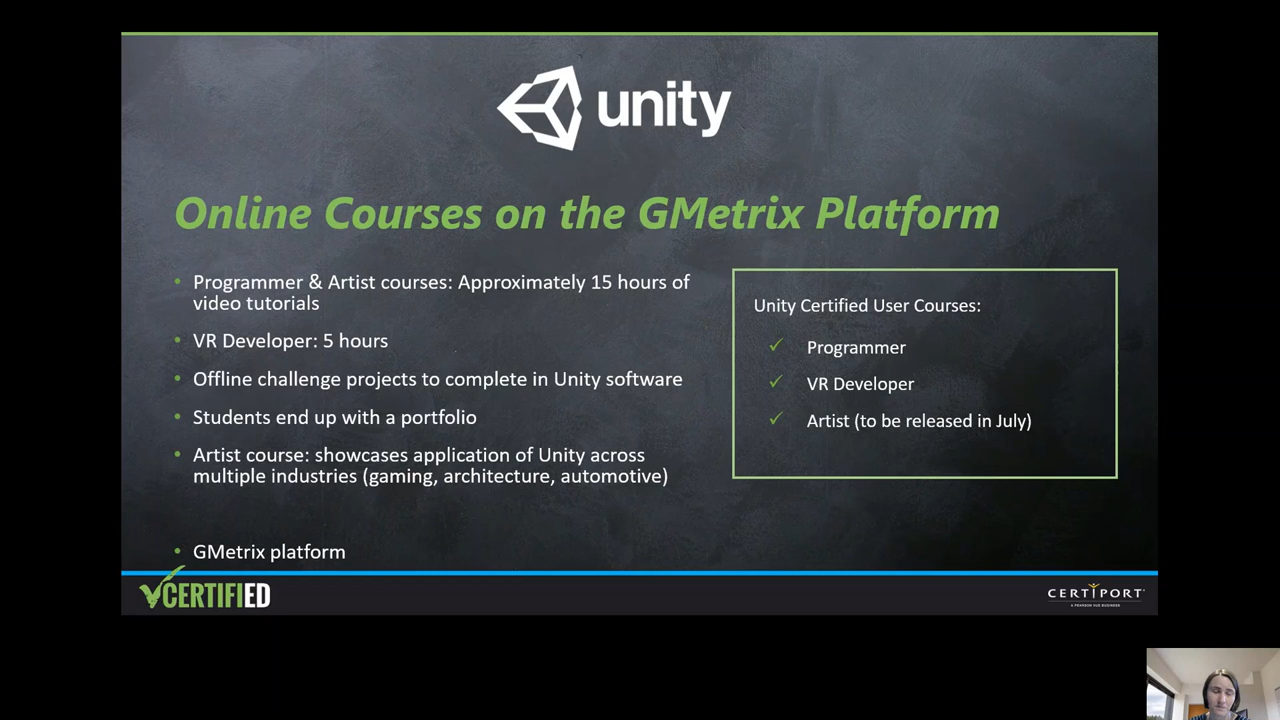 unity
Online Courses on the GMetrix Platform
• Programmer & Artist courses: Approximately 15 hours of
video tutorials
• VR Developer: 5 hours
• Offline challenge projects to complete in Unity software
• Students end up with a portfolio
• Artist course: showcases application of Unity across
multiple industries (gaming, architecture, automotive)
• GMetrix platform
Unity Certified User Courses:
✓ Programmer
✓ VR Developer
✓ Artist (to be released in July)
CERTIFIED
CERTIPORT
A PEARSON VUE BUSINESS